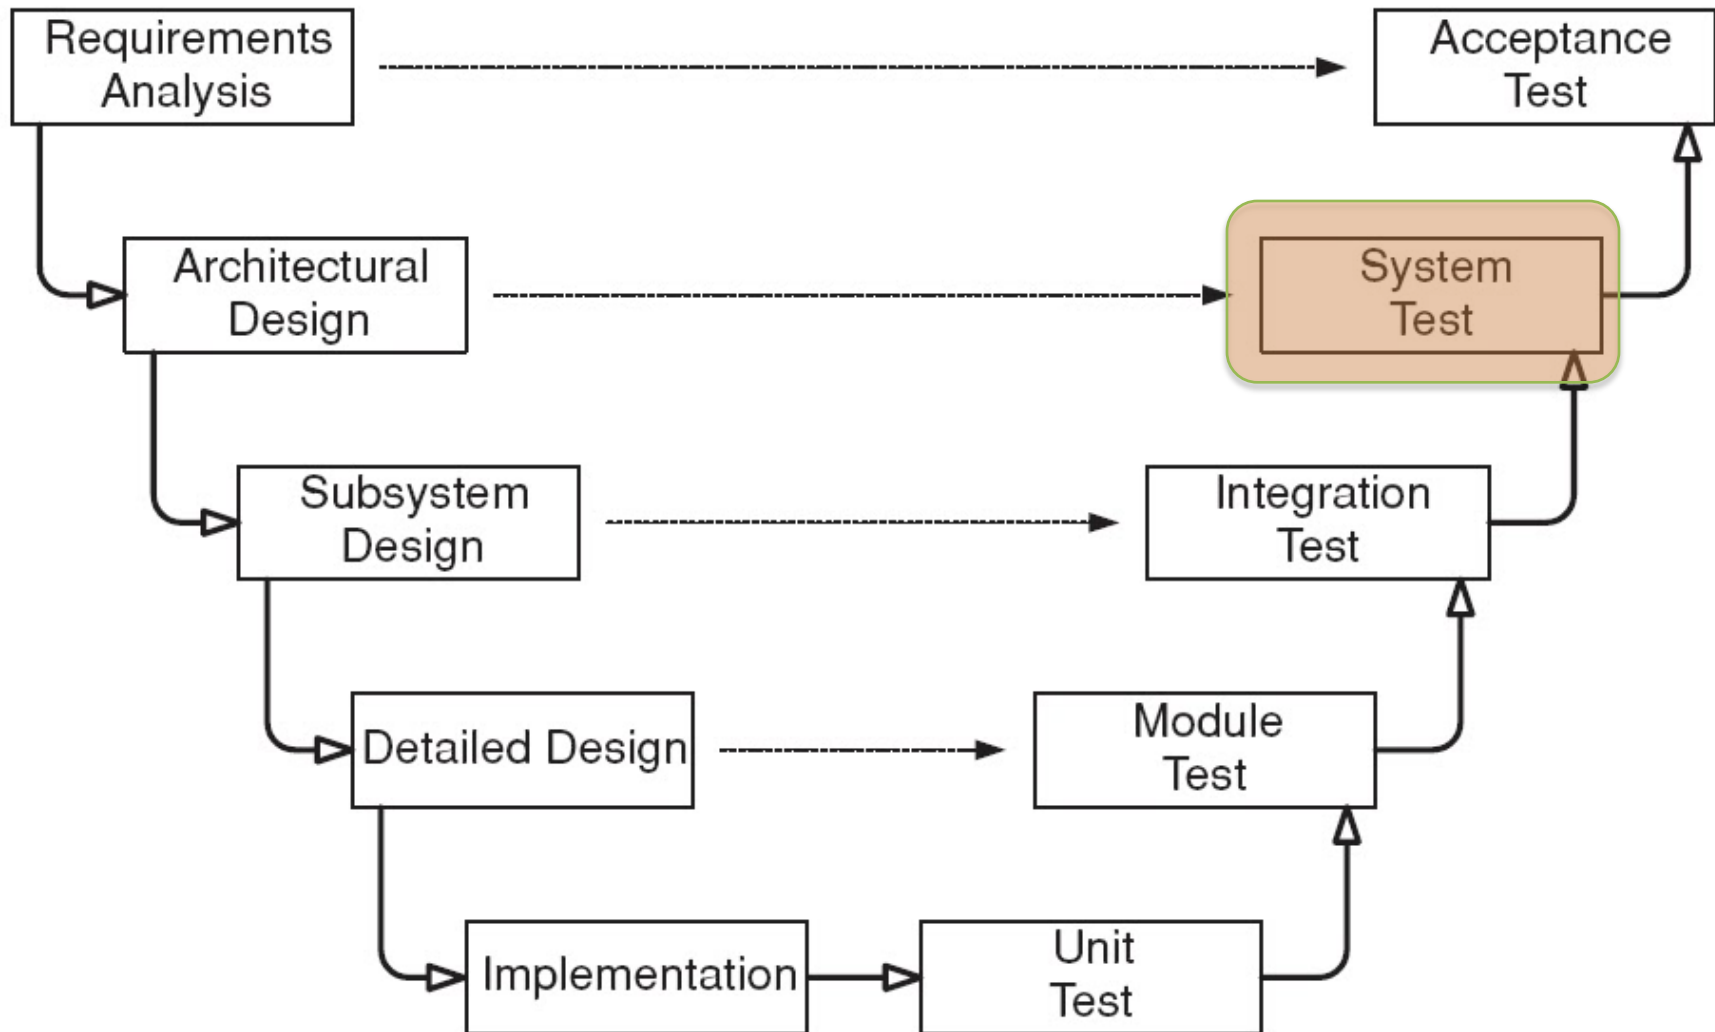 Requirements
Analysis
Acceptance
Test
Architectural
Design
System
Test
Subsystem
Design
Integration
Test
Detailed Design
Module
Test
Implementation
Unit
Test